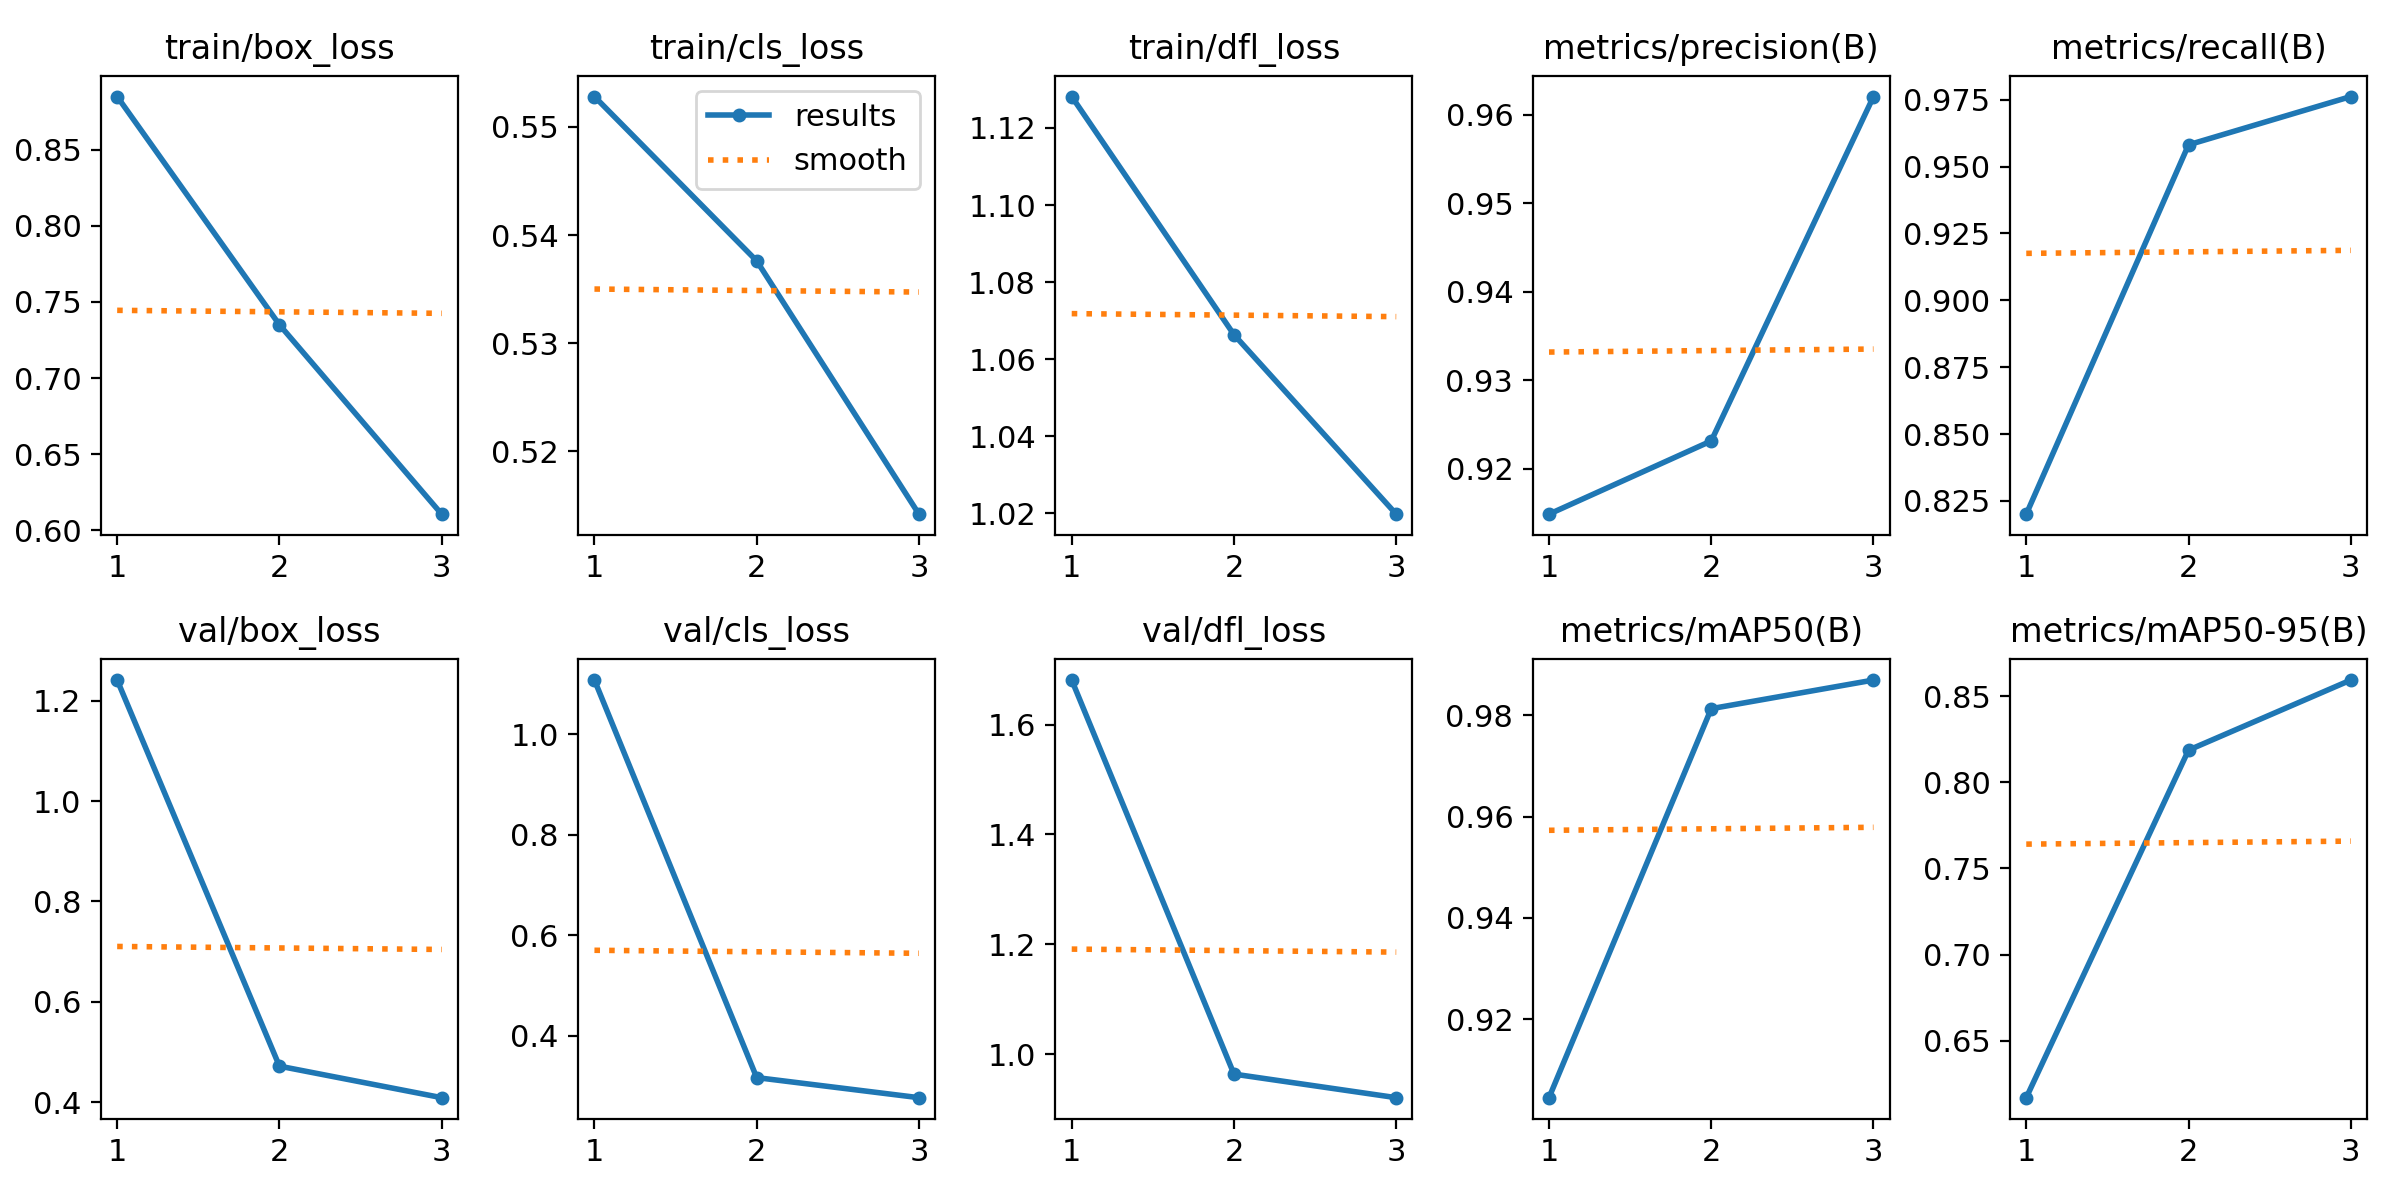 train/box_loss
0.85
0.80
0.75
0.70
0.65
0.60
1 2 3
train/cls_loss
results
smooth
0.55
0.54
0.53
0.52
1 2 3
train/dfl_loss
1.12
1.10
1.08
1.06
1.04
1.02
1 2 3
metrics/precision(B)
0.96
0.95
0.94
0.93
0.92
1 2 3
metrics/recall(B)
0.975
0.950
0.925
0.900
0.875
0.850
0.825
1 2 3
val/box_loss
1.2
1.0
0.8
0.6
0.4
1 2 3
val/cls_loss
1.0
0.8
0.6
0.4
1 2 3
val/dfl_loss
1.6
1.4
1.2
1.0
1 2 3
metrics/mAP50(B)
0.98
0.96
0.94
0.92
1 2 3
metrics/mAP50-95(B)
0.85
0.80
0.75
0.70
0.65
1 2 3